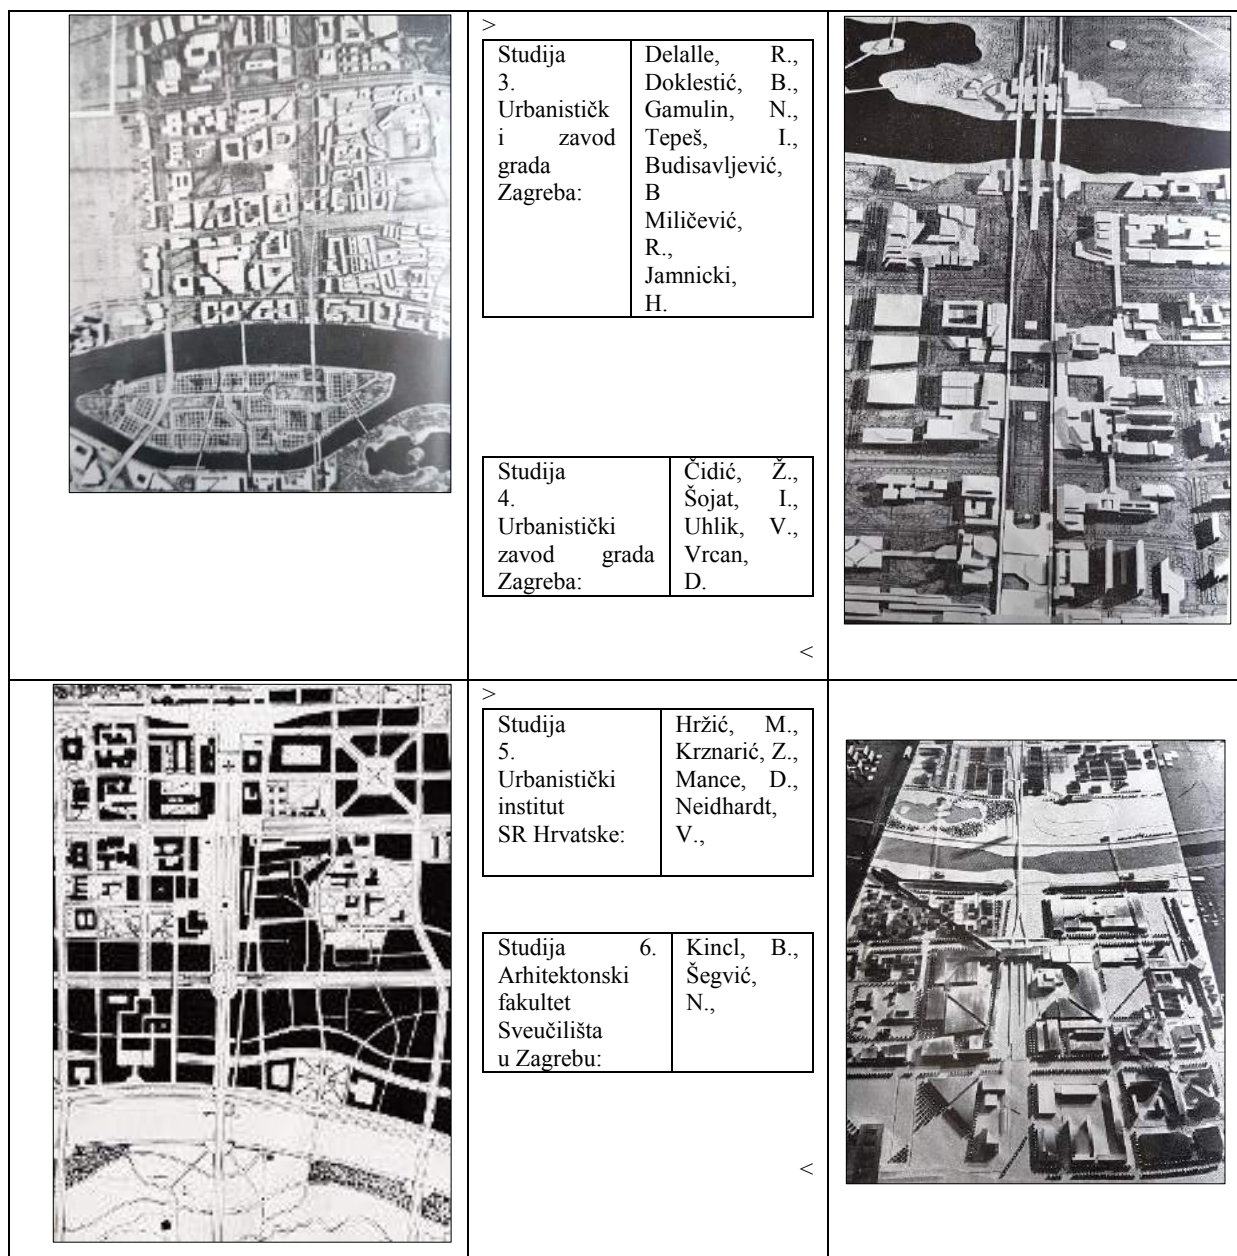 >
Studija
3.
Urbanističk
i zavod
grada
Zagreba:
Delalle, R.,
Doklestić, B.,
Gamulin, N.,
Tepeš, I.,
Budisavljević,
B
Miličević,
R.,
Jamnicki,
H.
Studija
4.
Urbanistički
zavod grada
Zagreba:
Čidić, Ž.,
Šojat, I.,
Uhlik, V.,
Vrcan,
D.
<
>
Studija
5.
Urbanistički
institut
SR Hrvatske:
Hržić, M.,
Krznarić, Z.,
Mance, D.,
Neidhardt,
V.,
Studija 6.
Arhitektonski
fakultet
Sveučilišta
u Zagrebu:
Kincl, B.,
Šegvić,
N.,
<